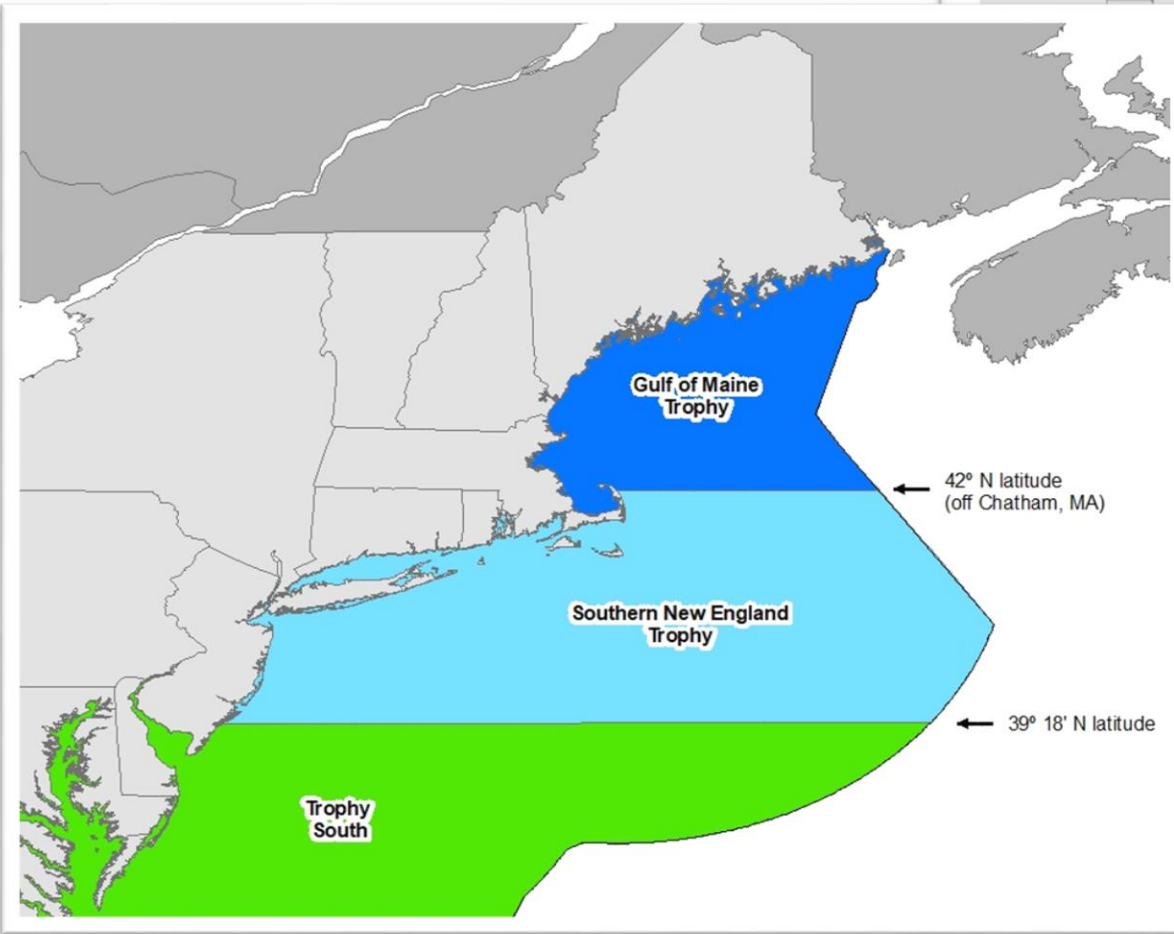 Gulf of Maine
Trophy
42º N latitude
(off Chatham, MA)
Southern New England
Trophy
39º 18' N latitude
Trophy
South